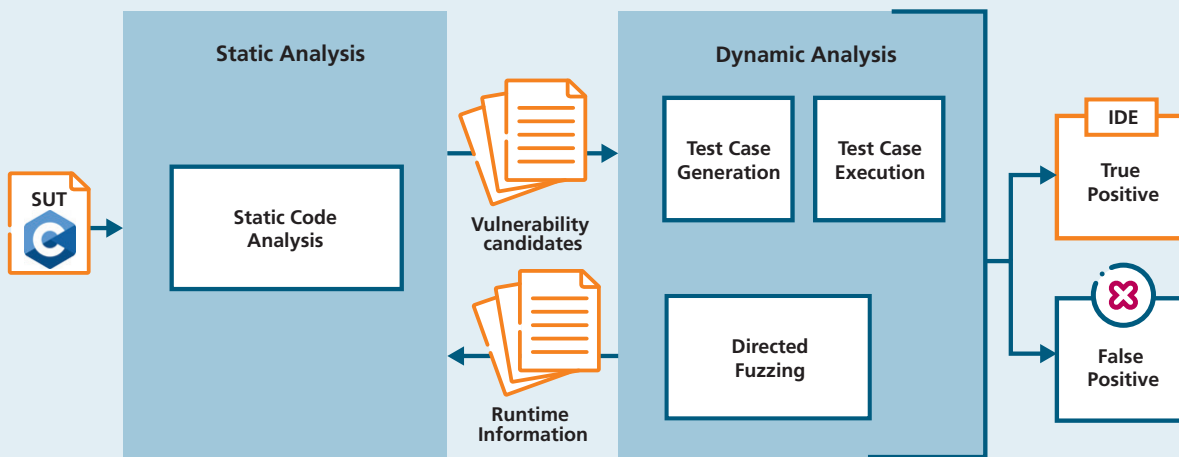 Static Analysis
Dynamic Analysis
SUT
C
Static Code
Analysis
Vulnerability
candidates
Runtime
Information
Test Case
Generation
Test Case
Execution
Directed
Fuzzing
IDE
True
Positive
False
Positive